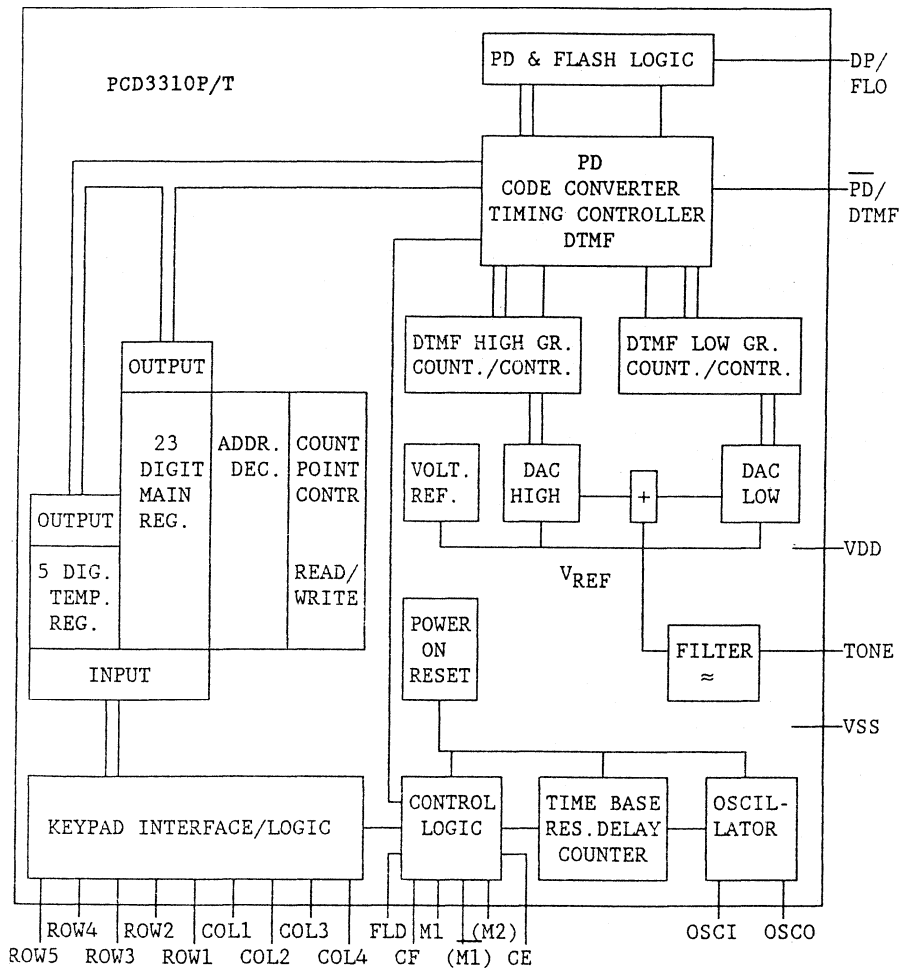 PCD3310P/T
PD & FLASH LOGIC
DP/
FLO
PD
CODE CONVERTER
TIMING CONTROLLER
DTMF
P̅D̅/
DTMF
DTMF HIGH GR.
COUNT./CONTR.
DTMF LOW GR.
COUNT./CONTR.
OUTPUT
23
DIGIT
MAIN
REG.
ADDR.
DEC.
COUNT
POINT
CONTR
READ/
WRITE
VOLT.
REF.
DAC
HIGH
+
DAC
LOW
OUTPUT
5 DIG.
TEMP.
REG.
VDD
VREF
INPUT
POWER
ON
RESET
FILTER
≈
TONE
VSS
KEYPAD INTERFACE/LOGIC
CONTROL
LOGIC
TIME BASE
RES.DELAY
COUNTER
OSCIL-
LATOR
ROW4 ROW2 COL1 COL3 FLD M1 (M2) OSCI OSCO
ROW5 ROW3 ROW1 COL2 COL4 CF (M̅1̅) CE